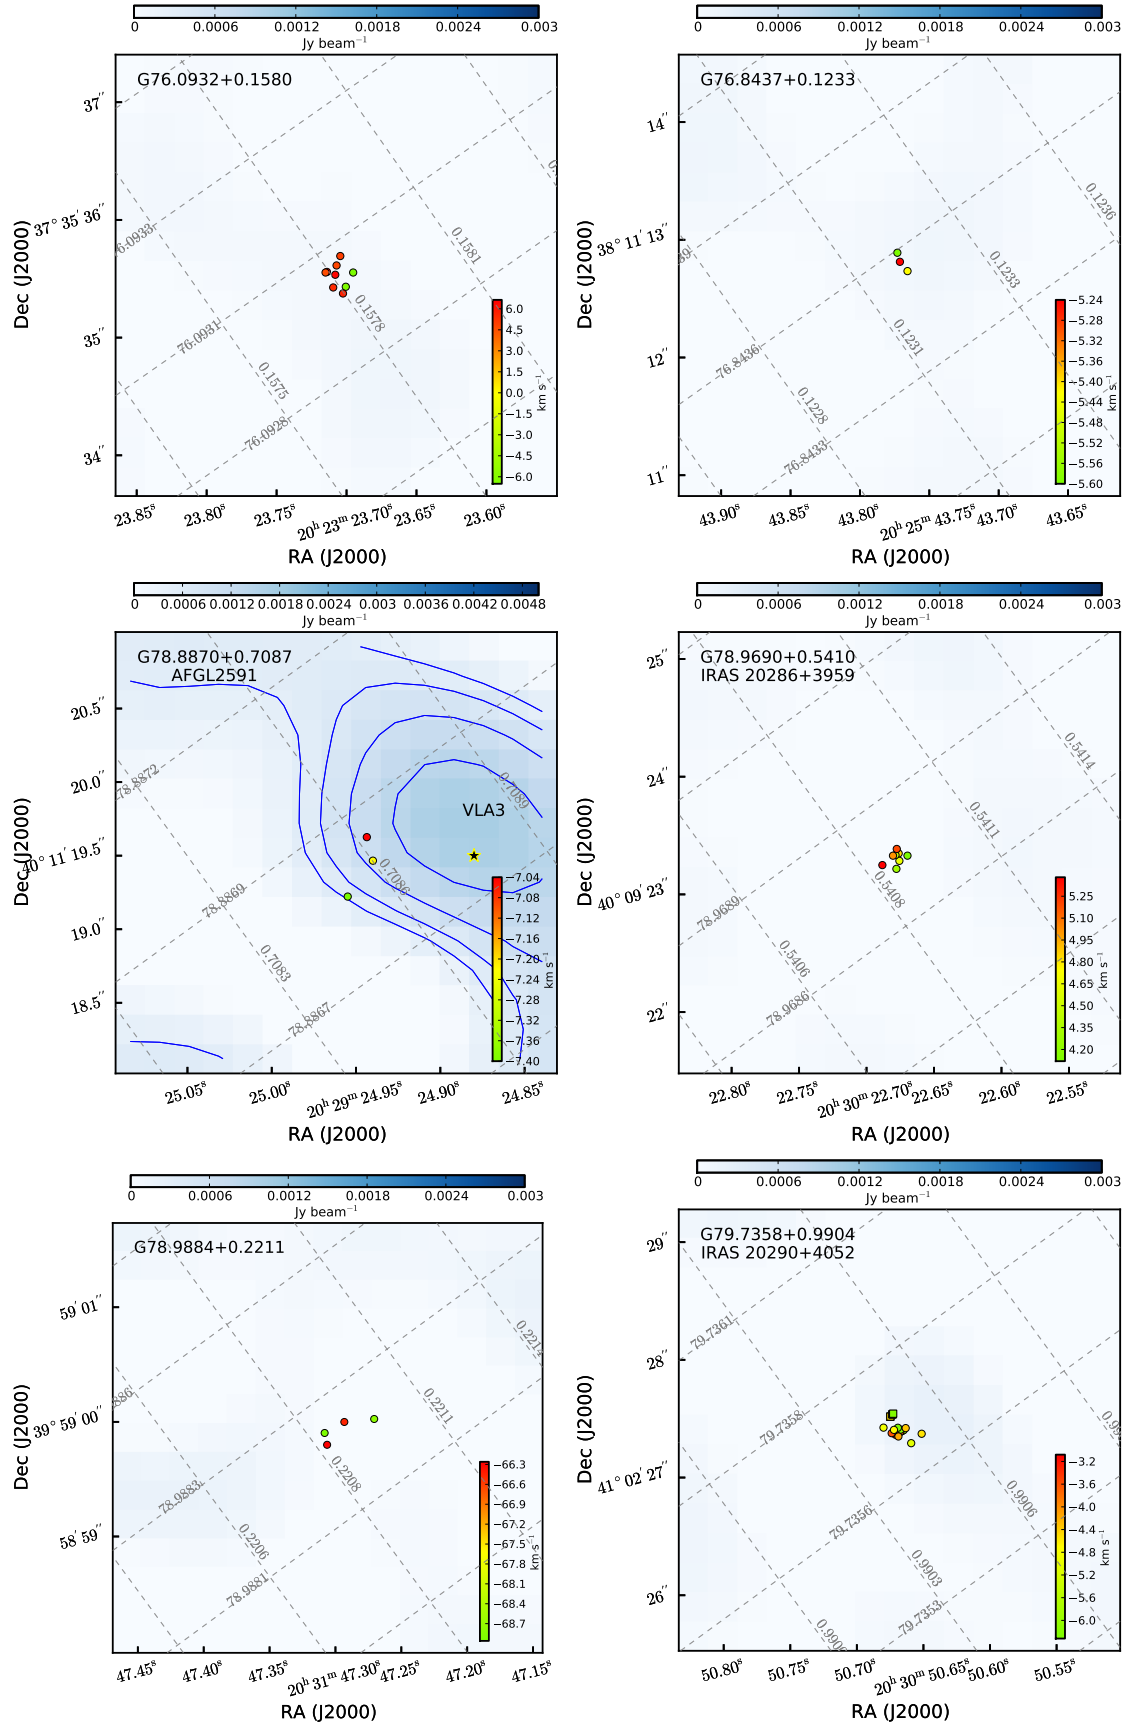 0 0.0006 0.0012 0.0018 0.0024 0.003
Jy beam⁻¹
G76.0932+0.1580
37″
37° 35′ 36″
35″
34″
Dec (J2000)
76.0933
76.0931
76.0928
0.1575
0.1578
0.1581
6.0
4.5
3.0
1.5
0.0
−1.5
−3.0
−4.5
−6.0
km s⁻¹
23.85ˢ 23.80ˢ 23.75ˢ 20ʰ 23ᵐ 23.70ˢ 23.65ˢ 23.60ˢ
RA (J2000)
0 0.0006 0.0012 0.0018 0.0024 0.003
Jy beam⁻¹
G76.8437+0.1233
14″
38° 11′ 13″
12″
11″
Dec (J2000)
76.8436
76.8433
0.1228
0.1231
0.1233
0.1236
−5.24
−5.28
−5.32
−5.36
−5.40
−5.44
−5.48
−5.52
−5.56
−5.60
km s⁻¹
43.90ˢ 43.85ˢ 43.80ˢ 20ʰ 25ᵐ 43.75ˢ 43.70ˢ 43.65ˢ
RA (J2000)
0 0.0006 0.0012 0.0018 0.0024 0.003 0.0036 0.0042 0.0048
Jy beam⁻¹
G78.8870+0.7087
AFGL2591
VLA3
20.5″
20.0″
40° 11′ 19.5″
19.0″
18.5″
Dec (J2000)
78.8872
78.8869
78.8867
0.7083
0.7086
0.7089
−7.04
−7.08
−7.12
−7.16
−7.20
−7.24
−7.28
−7.32
−7.36
−7.40
km s⁻¹
25.05ˢ 25.00ˢ 20ʰ 29ᵐ 24.95ˢ 24.90ˢ 24.85ˢ
RA (J2000)
0 0.0006 0.0012 0.0018 0.0024 0.003
Jy beam⁻¹
G78.9690+0.5410
IRAS 20286+3959
25″
24″
40° 09′ 23″
22″
Dec (J2000)
78.9689
78.9686
0.5406
0.5408
0.5411
0.5414
5.25
5.10
4.95
4.80
4.65
4.50
4.35
4.20
km s⁻¹
22.80ˢ 22.75ˢ 20ʰ 30ᵐ 22.70ˢ 22.65ˢ 22.60ˢ 22.55ˢ
RA (J2000)
0 0.0006 0.0012 0.0018 0.0024 0.003
Jy beam⁻¹
G78.9884+0.2211
59′ 01″
39° 59′ 00″
58′ 59″
Dec (J2000)
78.9883
78.9881
0.2206
0.2208
0.2211
0.2214
−66.3
−66.6
−66.9
−67.2
−67.5
−67.8
−68.1
−68.4
−68.7
km s⁻¹
47.45ˢ 47.40ˢ 47.35ˢ 20ʰ 31ᵐ 47.30ˢ 47.25ˢ 47.20ˢ 47.15ˢ
RA (J2000)
0 0.0006 0.0012 0.0018 0.0024 0.003
Jy beam⁻¹
G79.7358+0.9904
IRAS 20290+4052
29″
28″
41° 02′ 27″
26″
Dec (J2000)
79.7361
79.7358
79.7356
79.7353
0.9903
0.9906
−3.2
−3.6
−4.0
−4.4
−4.8
−5.2
−5.6
−6.0
km s⁻¹
50.80ˢ 50.75ˢ 50.70ˢ 20ʰ 30ᵐ 50.65ˢ 50.60ˢ 50.55ˢ
RA (J2000)